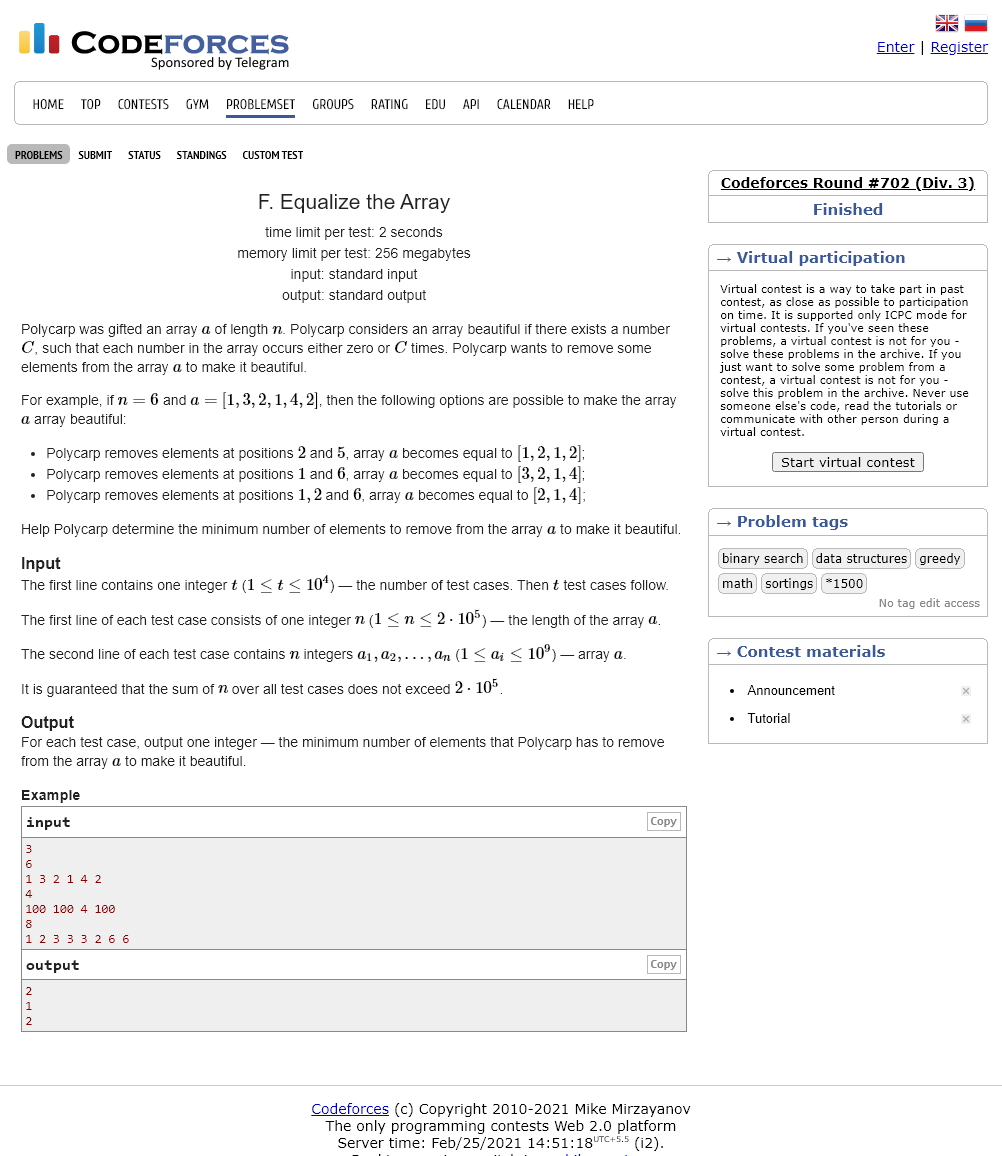 CODEFORCES
Sponsored by Telegram
Enter | Register
HOME TOP CONTESTS GYM PROBLEMSET GROUPS RATING EDU API CALENDAR HELP
PROBLEMS SUBMIT STATUS STANDINGS CUSTOM TEST
F. Equalize the Array
time limit per test: 2 seconds
memory limit per test: 256 megabytes
input: standard input
output: standard output
Polycarp was gifted an array a of length n. Polycarp considers an array beautiful if there exists a number
C, such that each number in the array occurs either zero or C times. Polycarp wants to remove some
elements from the array a to make it beautiful.
For example, if n = 6 and a = [1, 3, 2, 1, 4, 2], then the following options are possible to make the array
a array beautiful:
• Polycarp removes elements at positions 2 and 5, array a becomes equal to [1, 2, 1, 2];
• Polycarp removes elements at positions 1 and 6, array a becomes equal to [3, 2, 1, 4];
• Polycarp removes elements at positions 1, 2 and 6, array a becomes equal to [2, 1, 4];
Help Polycarp determine the minimum number of elements to remove from the array a to make it beautiful.
Input
The first line contains one integer t (1 ≤ t ≤ 10⁴) — the number of test cases. Then t test cases follow.
The first line of each test case consists of one integer n (1 ≤ n ≤ 2 · 10⁵) — the length of the array a.
The second line of each test case contains n integers a₁, a₂, . . . , aₙ (1 ≤ aᵢ ≤ 10⁹) — array a.
It is guaranteed that the sum of n over all test cases does not exceed 2 · 10⁵.
Output
For each test case, output one integer — the minimum number of elements that Polycarp has to remove
from the array a to make it beautiful.
Example
input Copy
3
6
1 3 2 1 4 2
4
100 100 4 100
8
1 2 3 3 3 2 6 6
output Copy
2
1
2
Codeforces Round #702 (Div. 3)
Finished
→ Virtual participation
Virtual contest is a way to take part in past
contest, as close as possible to participation
on time. It is supported only ICPC mode for
virtual contests. If you've seen these
problems, a virtual contest is not for you -
solve these problems in the archive. If you
just want to solve some problem from a
contest, a virtual contest is not for you -
solve this problem in the archive. Never use
someone else's code, read the tutorials or
communicate with other person during a
virtual contest.
Start virtual contest
→ Problem tags
binary search data structures greedy
math sortings *1500
No tag edit access
→ Contest materials
• Announcement ×
• Tutorial ×
Codeforces (c) Copyright 2010-2021 Mike Mirzayanov
The only programming contests Web 2.0 platform
Server time: Feb/25/2021 14:51:18 UTC+5.5 (i2).